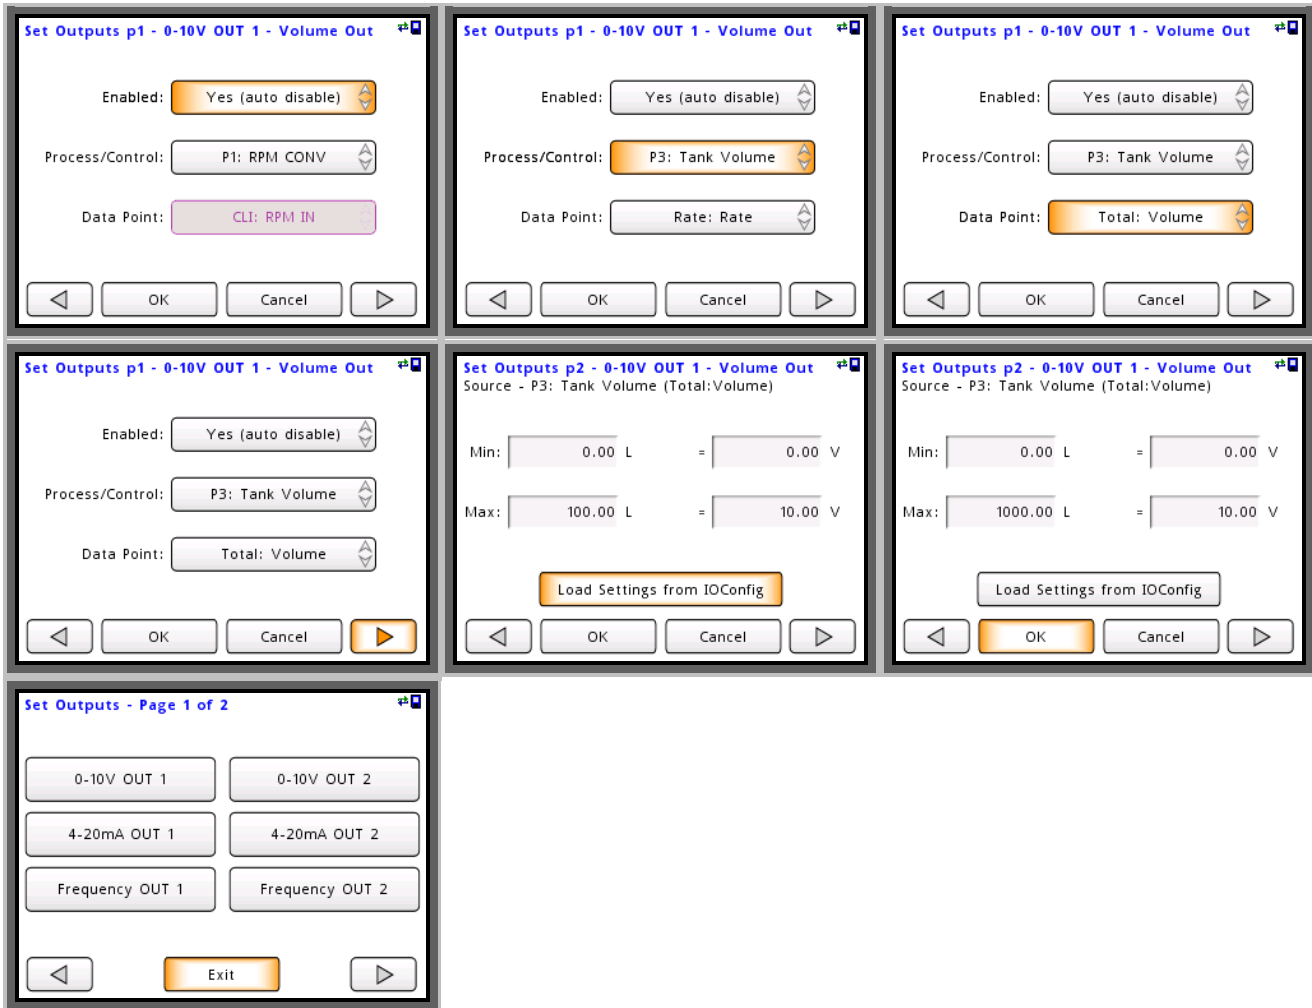 Set Outputs p1 - 0-10V OUT 1 - Volume Out
Enabled: Yes (auto disable)
Process/Control: P1: RPM CONV
Data Point: CLI: RPM IN
OK Cancel
Set Outputs p1 - 0-10V OUT 1 - Volume Out
Enabled: Yes (auto disable)
Process/Control: P3: Tank Volume
Data Point: Rate: Rate
OK Cancel
Set Outputs p1 - 0-10V OUT 1 - Volume Out
Enabled: Yes (auto disable)
Process/Control: P3: Tank Volume
Data Point: Total: Volume
OK Cancel
Set Outputs p1 - 0-10V OUT 1 - Volume Out
Enabled: Yes (auto disable)
Process/Control: P3: Tank Volume
Data Point: Total: Volume
OK Cancel
Set Outputs p2 - 0-10V OUT 1 - Volume Out
Source - P3: Tank Volume (Total:Volume)
Min: 0.00 L = 0.00 V
Max: 100.00 L = 10.00 V
Load Settings from IOConfig
OK Cancel
Set Outputs p2 - 0-10V OUT 1 - Volume Out
Source - P3: Tank Volume (Total:Volume)
Min: 0.00 L = 0.00 V
Max: 1000.00 L = 10.00 V
Load Settings from IOConfig
OK Cancel
Set Outputs - Page 1 of 2
0-10V OUT 1 0-10V OUT 2
4-20mA OUT 1 4-20mA OUT 2
Frequency OUT 1 Frequency OUT 2
Exit